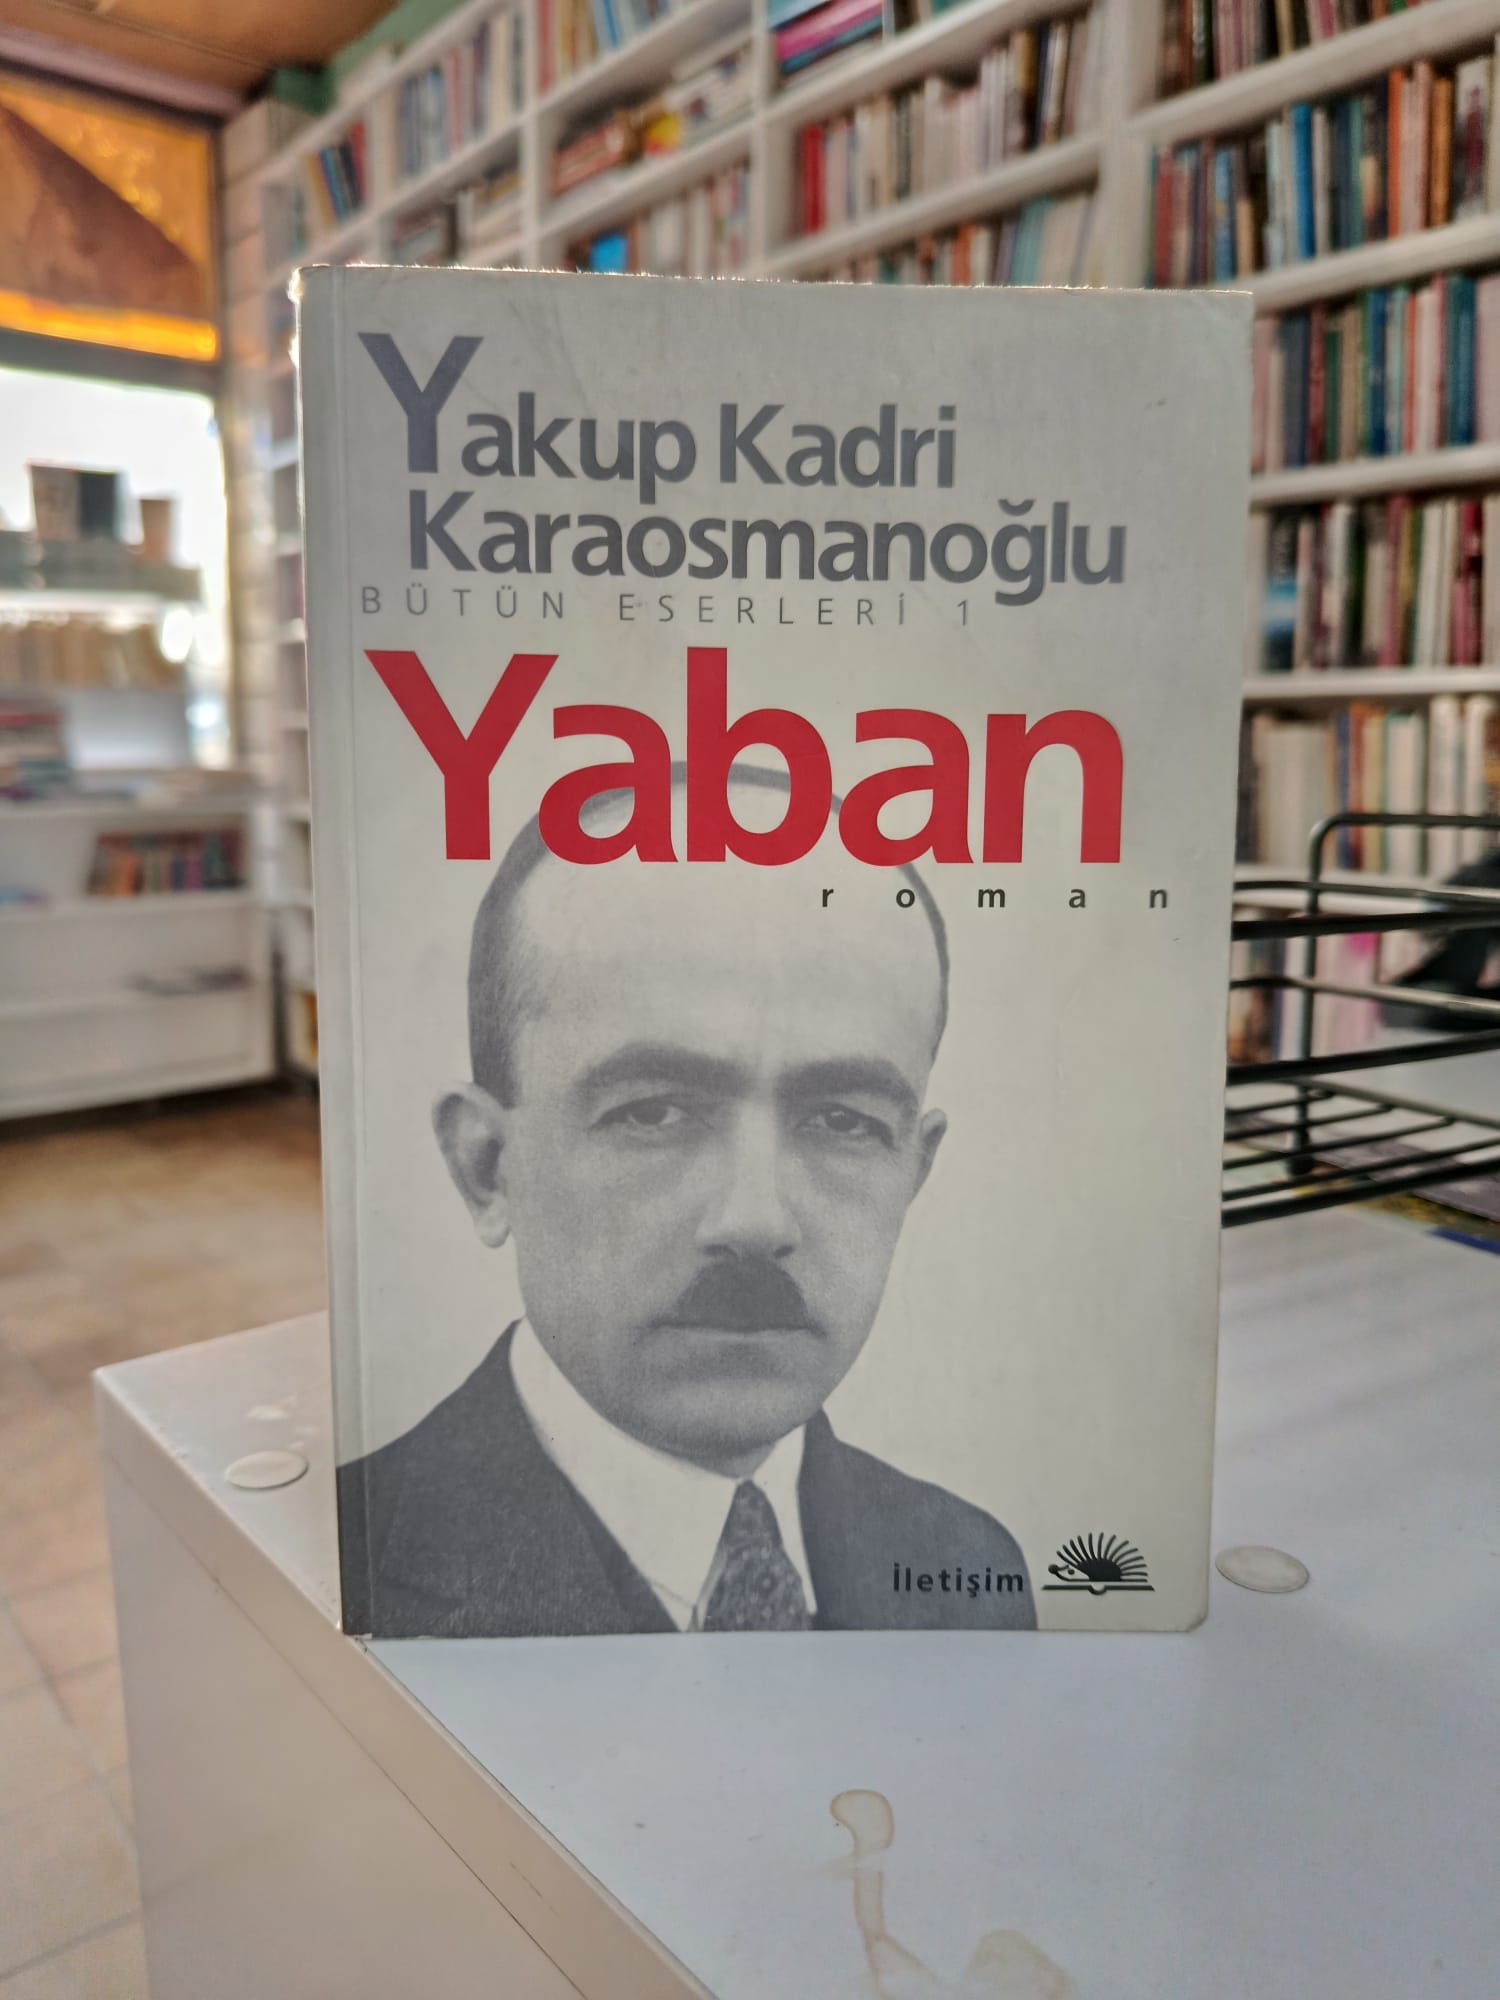 Yakup Kadri
Karaosmanoğlu
BÜTÜN ESERLERİ 1
Yaban
roman
İletişim